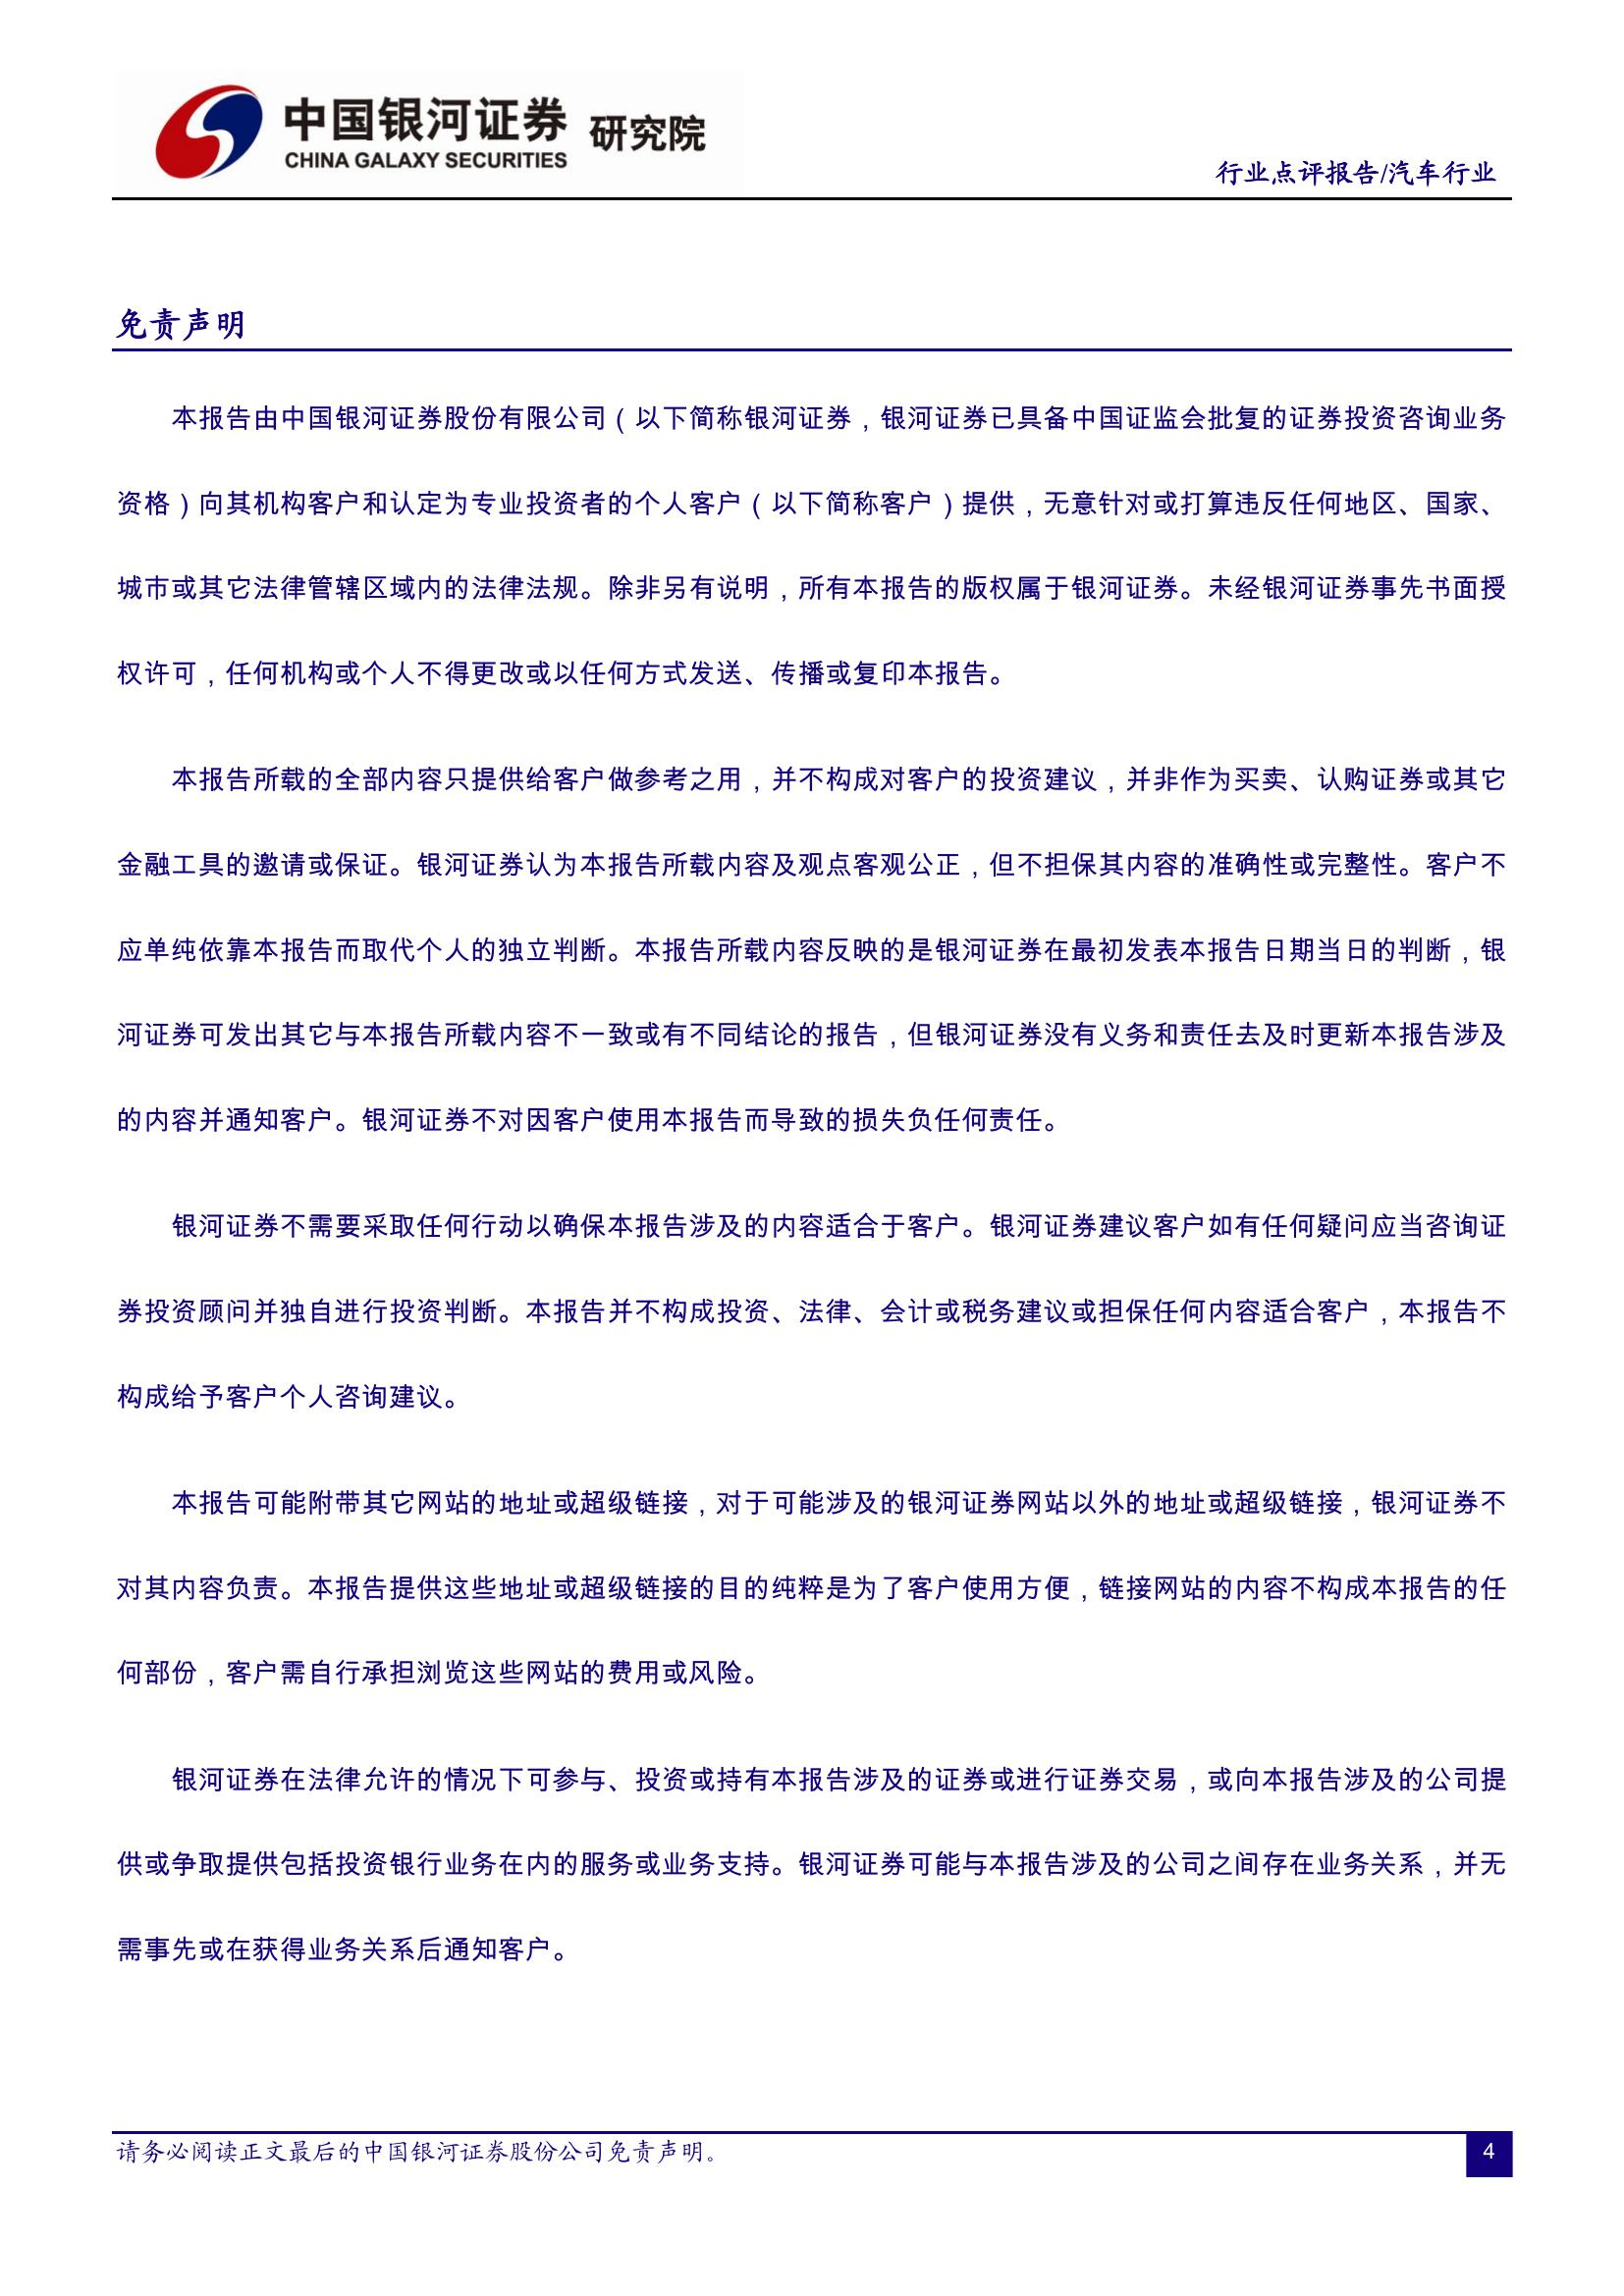 中国银河证券 研究院
CHINA GALAXY SECURITIES
行业点评报告/汽车行业
免责声明
本报告由中国银河证券股份有限公司（以下简称银河证券，银河证券已具备中国证监会批复的证券投资咨询业务
资格）向其机构客户和认定为专业投资者的个人客户（以下简称客户）提供，无意针对或打算违反任何地区、国家、
城市或其它法律管辖区域内的法律法规。除非另有说明，所有本报告的版权属于银河证券。未经银河证券事先书面授
权许可，任何机构或个人不得更改或以任何方式发送、传播或复印本报告。
本报告所载的全部内容只提供给客户做参考之用，并不构成对客户的投资建议，并非作为买卖、认购证券或其它
金融工具的邀请或保证。银河证券认为本报告所载内容及观点客观公正，但不担保其内容的准确性或完整性。客户不
应单纯依靠本报告而取代个人的独立判断。本报告所载内容反映的是银河证券在最初发表本报告日期当日的判断，银
河证券可发出其它与本报告所载内容不一致或有不同结论的报告，但银河证券没有义务和责任去及时更新本报告涉及
的内容并通知客户。银河证券不对因客户使用本报告而导致的损失负任何责任。
银河证券不需要采取任何行动以确保本报告涉及的内容适合于客户。银河证券建议客户如有任何疑问应当咨询证
券投资顾问并独自进行投资判断。本报告并不构成投资、法律、会计或税务建议或担保任何内容适合客户，本报告不
构成给予客户个人咨询建议。
本报告可能附带其它网站的地址或超级链接，对于可能涉及的银河证券网站以外的地址或超级链接，银河证券不
对其内容负责。本报告提供这些地址或超级链接的目的纯粹是为了客户使用方便，链接网站的内容不构成本报告的任
何部份，客户需自行承担浏览这些网站的费用或风险。
银河证券在法律允许的情况下可参与、投资或持有本报告涉及的证券或进行证券交易，或向本报告涉及的公司提
供或争取提供包括投资银行业务在内的服务或业务支持。银河证券可能与本报告涉及的公司之间存在业务关系，并无
需事先或在获得业务关系后通知客户。
请务必阅读正文最后的中国银河证券股份公司免责声明。
4